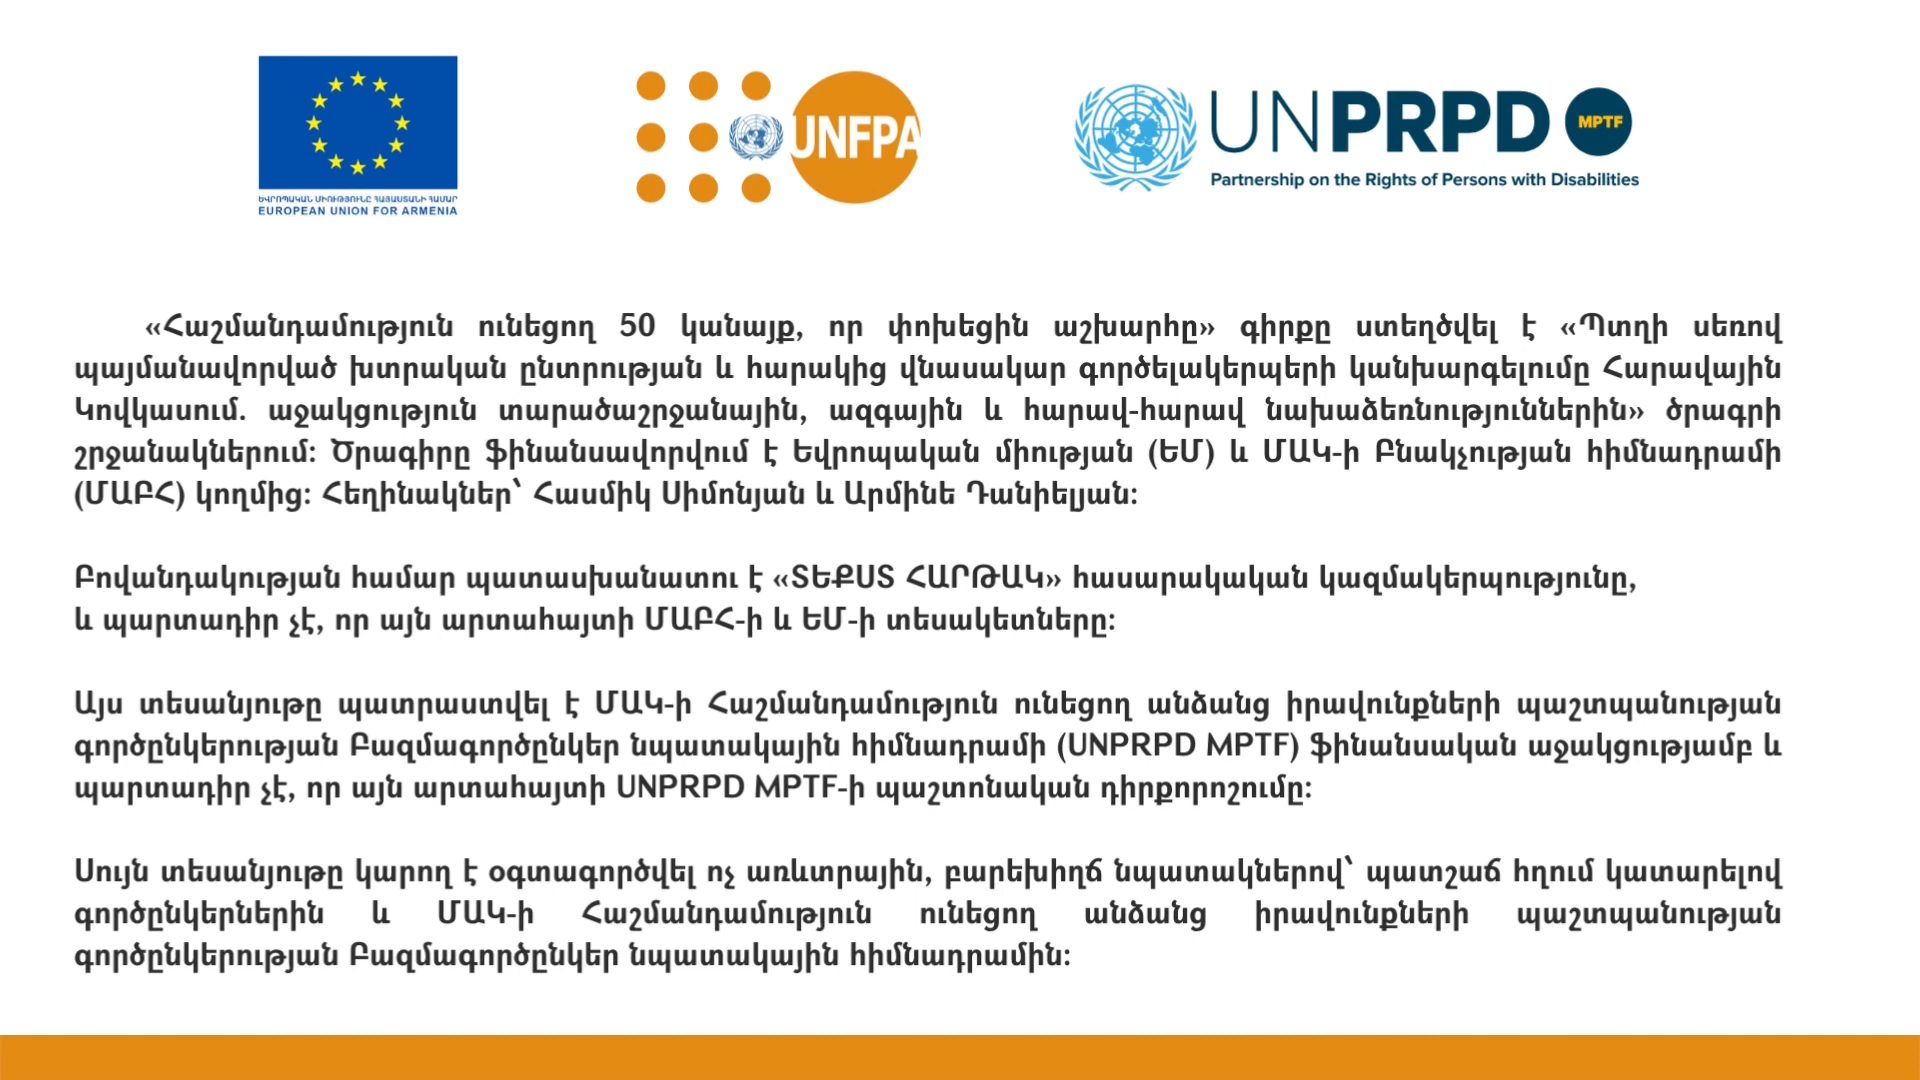 ԵՎՐՈՊԱԿԱՆ ՄԻՈՒԹՅՈՒՆԸ ՀԱՅԱՍՏԱՆԻ ՀԱՄԱՐ
EUROPEAN UNION FOR ARMENIA
UNFPA
UNPRPD MPTF
Partnership on the Rights of Persons with Disabilities
«Հաշմանդամություն ունեցող 50 կանայք, որ փոխեցին աշխարհը» գիրքը ստեղծվել է «Պտղի սեռով
պայմանավորված խտրական ընտրության և հարակից վնասակար գործելակերպերի կանխարգելումը Հարավային
Կովկասում. աջակցություն տարածաշրջանային, ազգային և հարավ-հարավ նախաձեռնություններին» ծրագրի
շրջանակներում: Ծրագիրը ֆինանսավորվում է Եվրոպական միության (ԵՄ) և ՄԱԿ-ի Բնակչության հիմնադրամի
(ՄԱԲՀ) կողմից: Հեղինակներ՝ Հասմիկ Սիմոնյան և Արմինե Դանիելյան:
Բովանդակության համար պատասխանատու է «ՏԵՔՍՏ ՀԱՐԹԱԿ» հասարակական կազմակերպությունը,
և պարտադիր չէ, որ այն արտահայտի ՄԱԲՀ-ի և ԵՄ-ի տեսակետները:
Այս տեսանյութը պատրաստվել է ՄԱԿ-ի Հաշմանդամություն ունեցող անձանց իրավունքների պաշտպանության
գործընկերության Բազմագործընկեր նպատակային հիմնադրամի (UNPRPD MPTF) ֆինանսական աջակցությամբ և
պարտադիր չէ, որ այն արտահայտի UNPRPD MPTF-ի պաշտոնական դիրքորոշումը:
Սույն տեսանյութը կարող է օգտագործվել ոչ առևտրային, բարեխիղճ նպատակներով՝ պատշաճ հղում կատարելով
գործընկերներին և ՄԱԿ-ի Հաշմանդամություն ունեցող անձանց իրավունքների պաշտպանության
գործընկերության Բազմագործընկեր նպատակային հիմնադրամին: